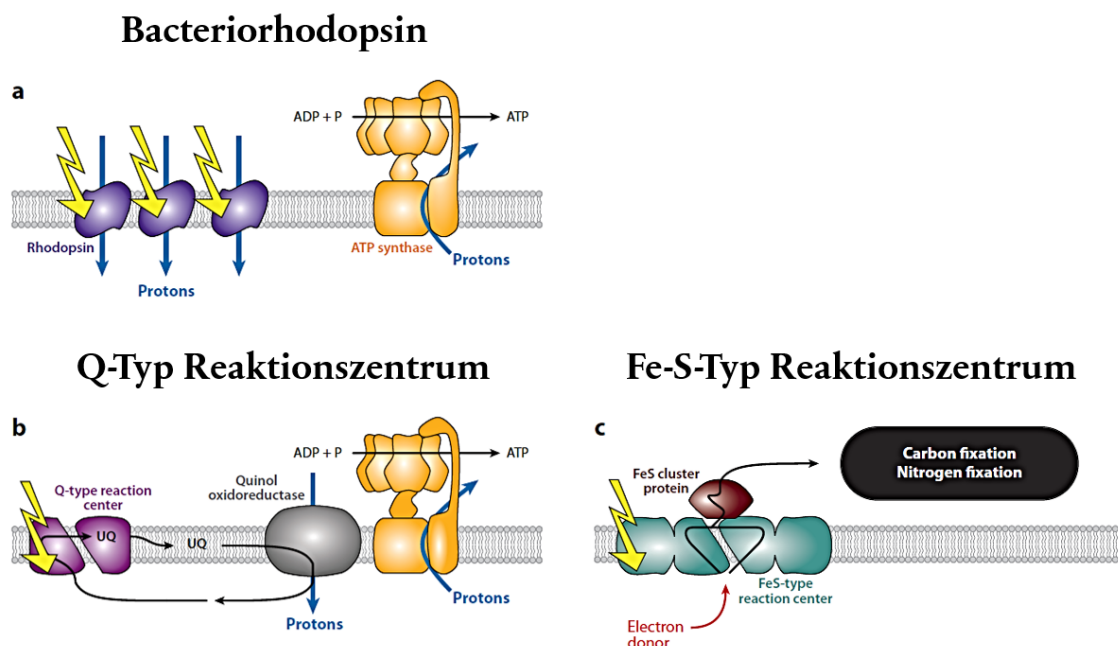 Bacteriorhodopsin
a
ADP + P
ATP
Rhodopsin
ATP synthase
Protons
Protons
Q-Typ Reaktionszentrum
Fe-S-Typ Reaktionszentrum
b
ADP + P
ATP
Q-type reaction
center
Quinol
oxidoreductase
UQ
UQ
Protons
Protons
c
Carbon fixation
Nitrogen fixation
FeS cluster
protein
FeS-type
reaction center
Electron
donor